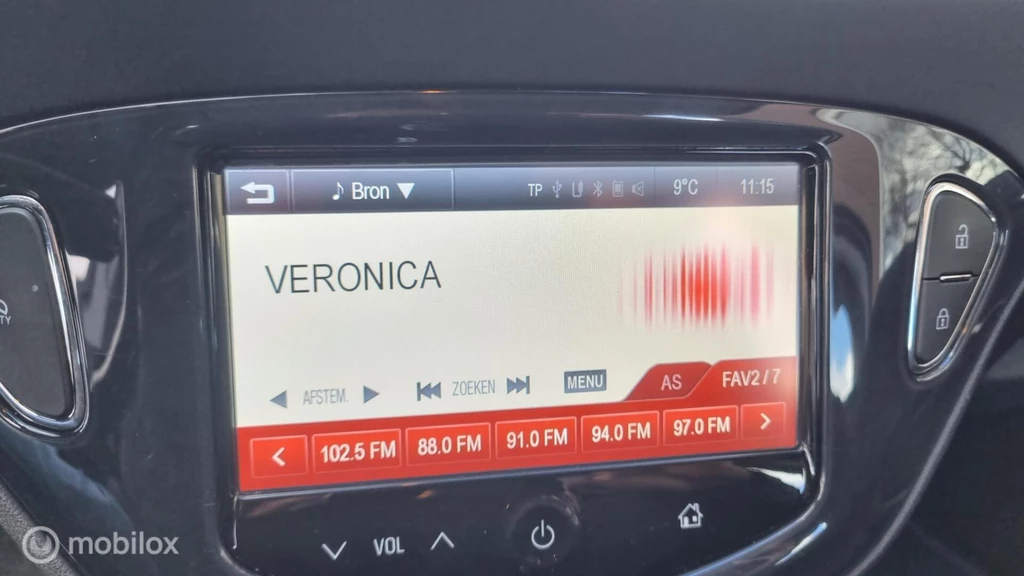 Bron TP 9°C 11.15
VERONICA
AFSTEM. ZOEKEN MENU AS FAV2/7
102.5 FM 88.0 FM 91.0 FM 94.0 FM 97.0 FM
VOL
mobilox